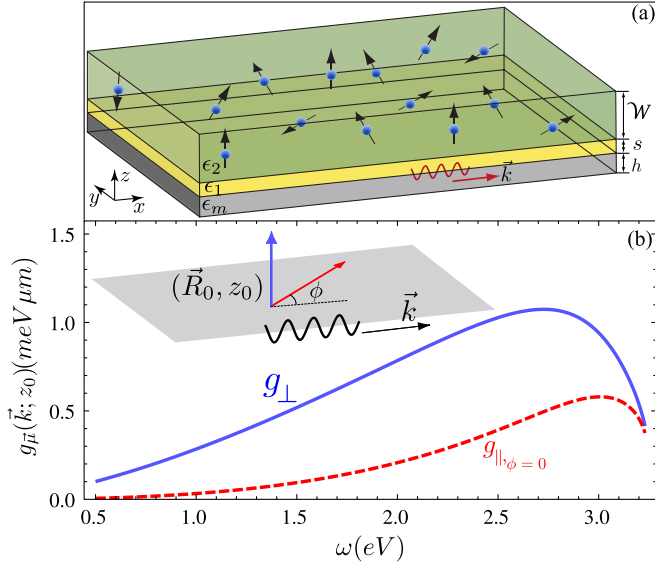 (a)
𝒲
s
h
ϵ₂
ϵ₁
ϵₘ
k⃗
z
y
x
(b)
1.5
1.0
0.5
0.0
g_μ⃗(k⃗; z₀)(meV μm)
(R⃗₀, z₀)
ϕ
k⃗
g⊥
g∥,ϕ = 0
0.5 1.0 1.5 2.0 2.5 3.0
ω(eV)